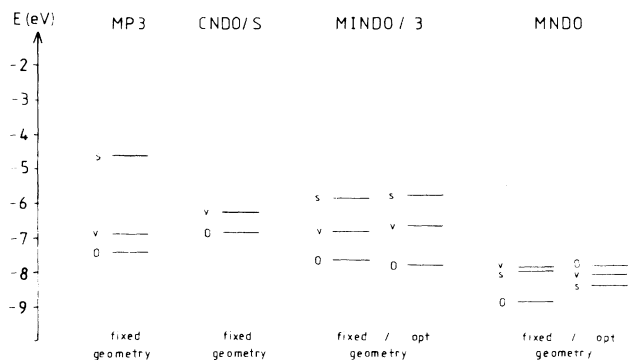 E (eV) MP3 CNDO/S MINDO / 3 MNDO
-2
-3
-4
s
-5
s s
-6
v
v v
0
-7
0
0 0
v 0
s v
-8
s
0
-9
fixed geometry
fixed geometry
fixed / opt geometry
fixed / opt geometry